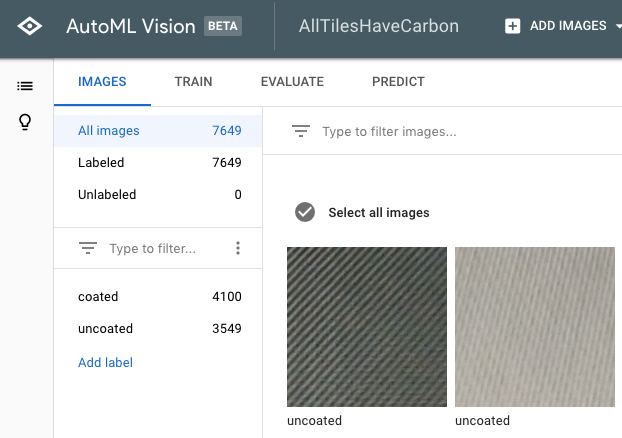 AutoML Vision BETA AllTilesHaveCarbon ADD IMAGES
IMAGES TRAIN EVALUATE PREDICT
All images 7649
Labeled 7649
Unlabeled 0
Type to filter images...
Type to filter...
Select all images
coated 4100
uncoated 3549
Add label
uncoated uncoated